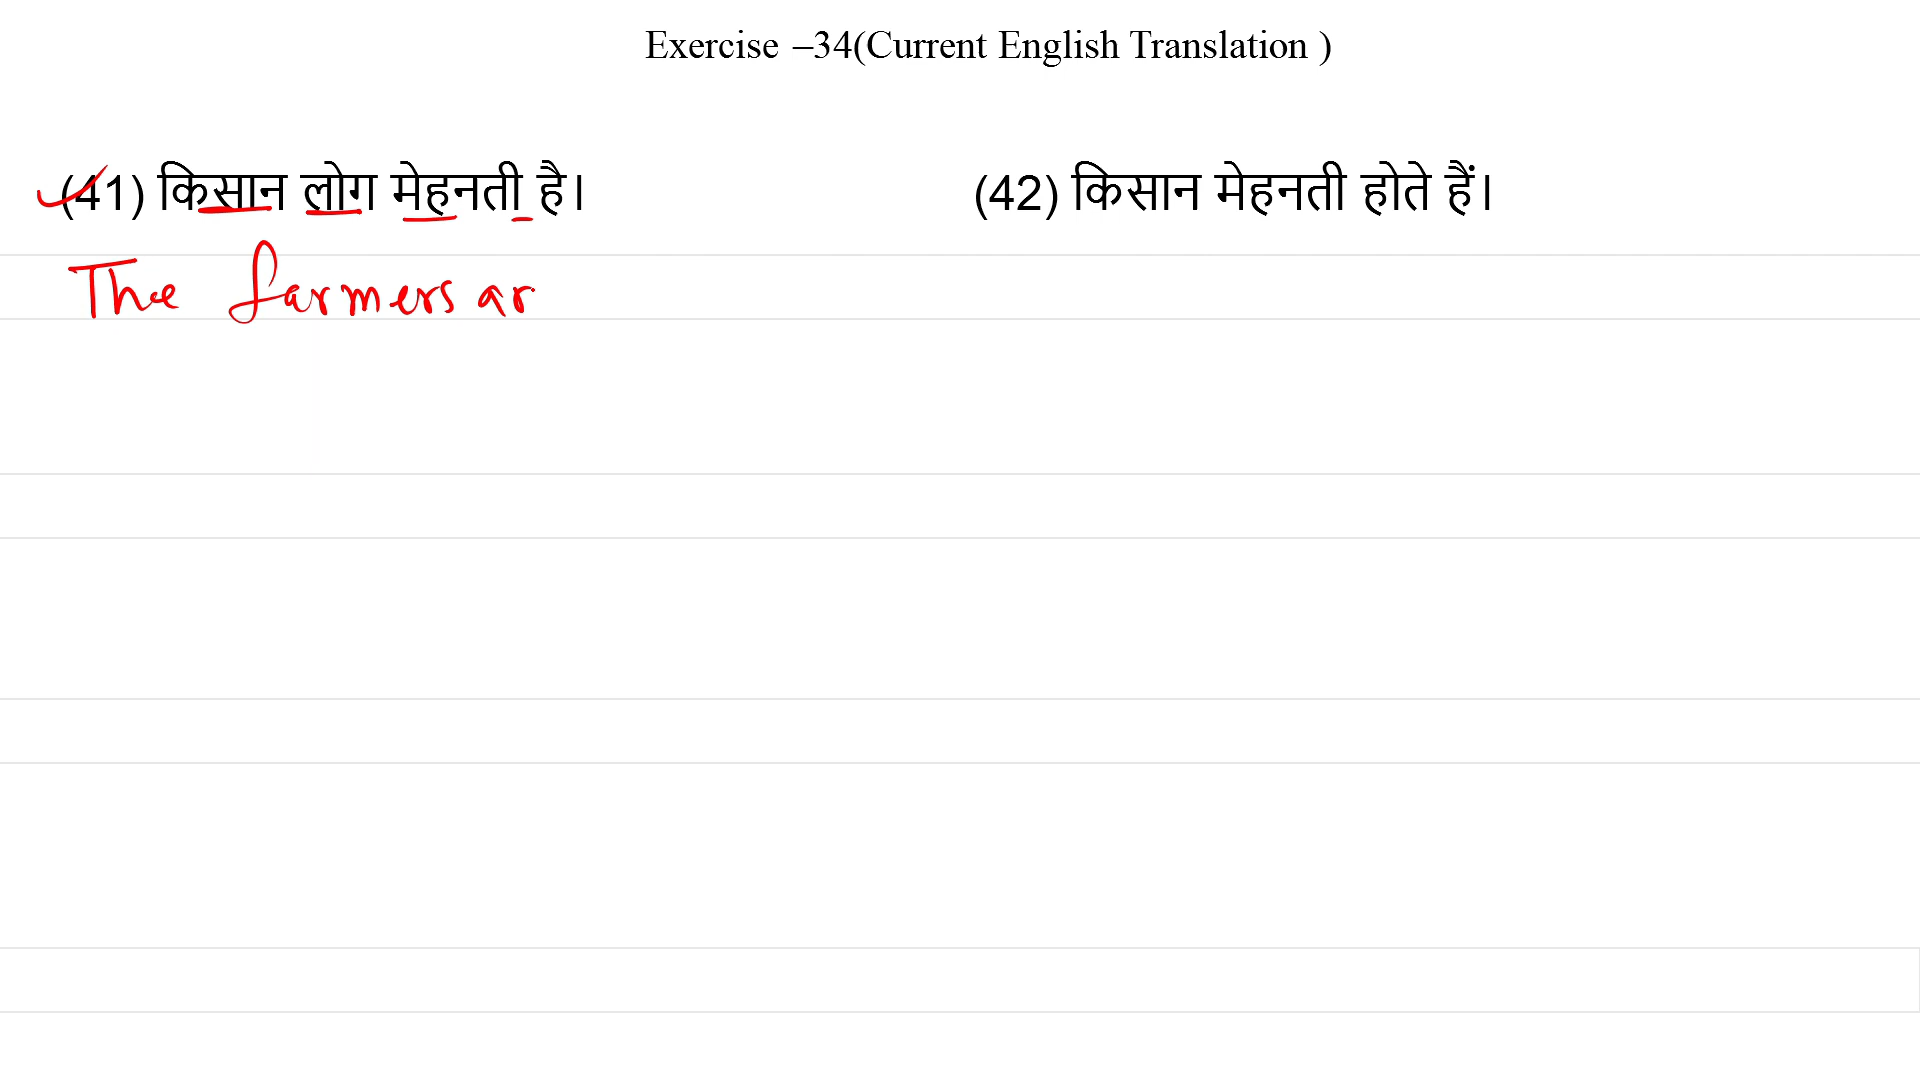 Exercise –34(Current English Translation )
(41) किसान लोग मेहनती है। (42) किसान मेहनती होते हैं।
The farmers ar